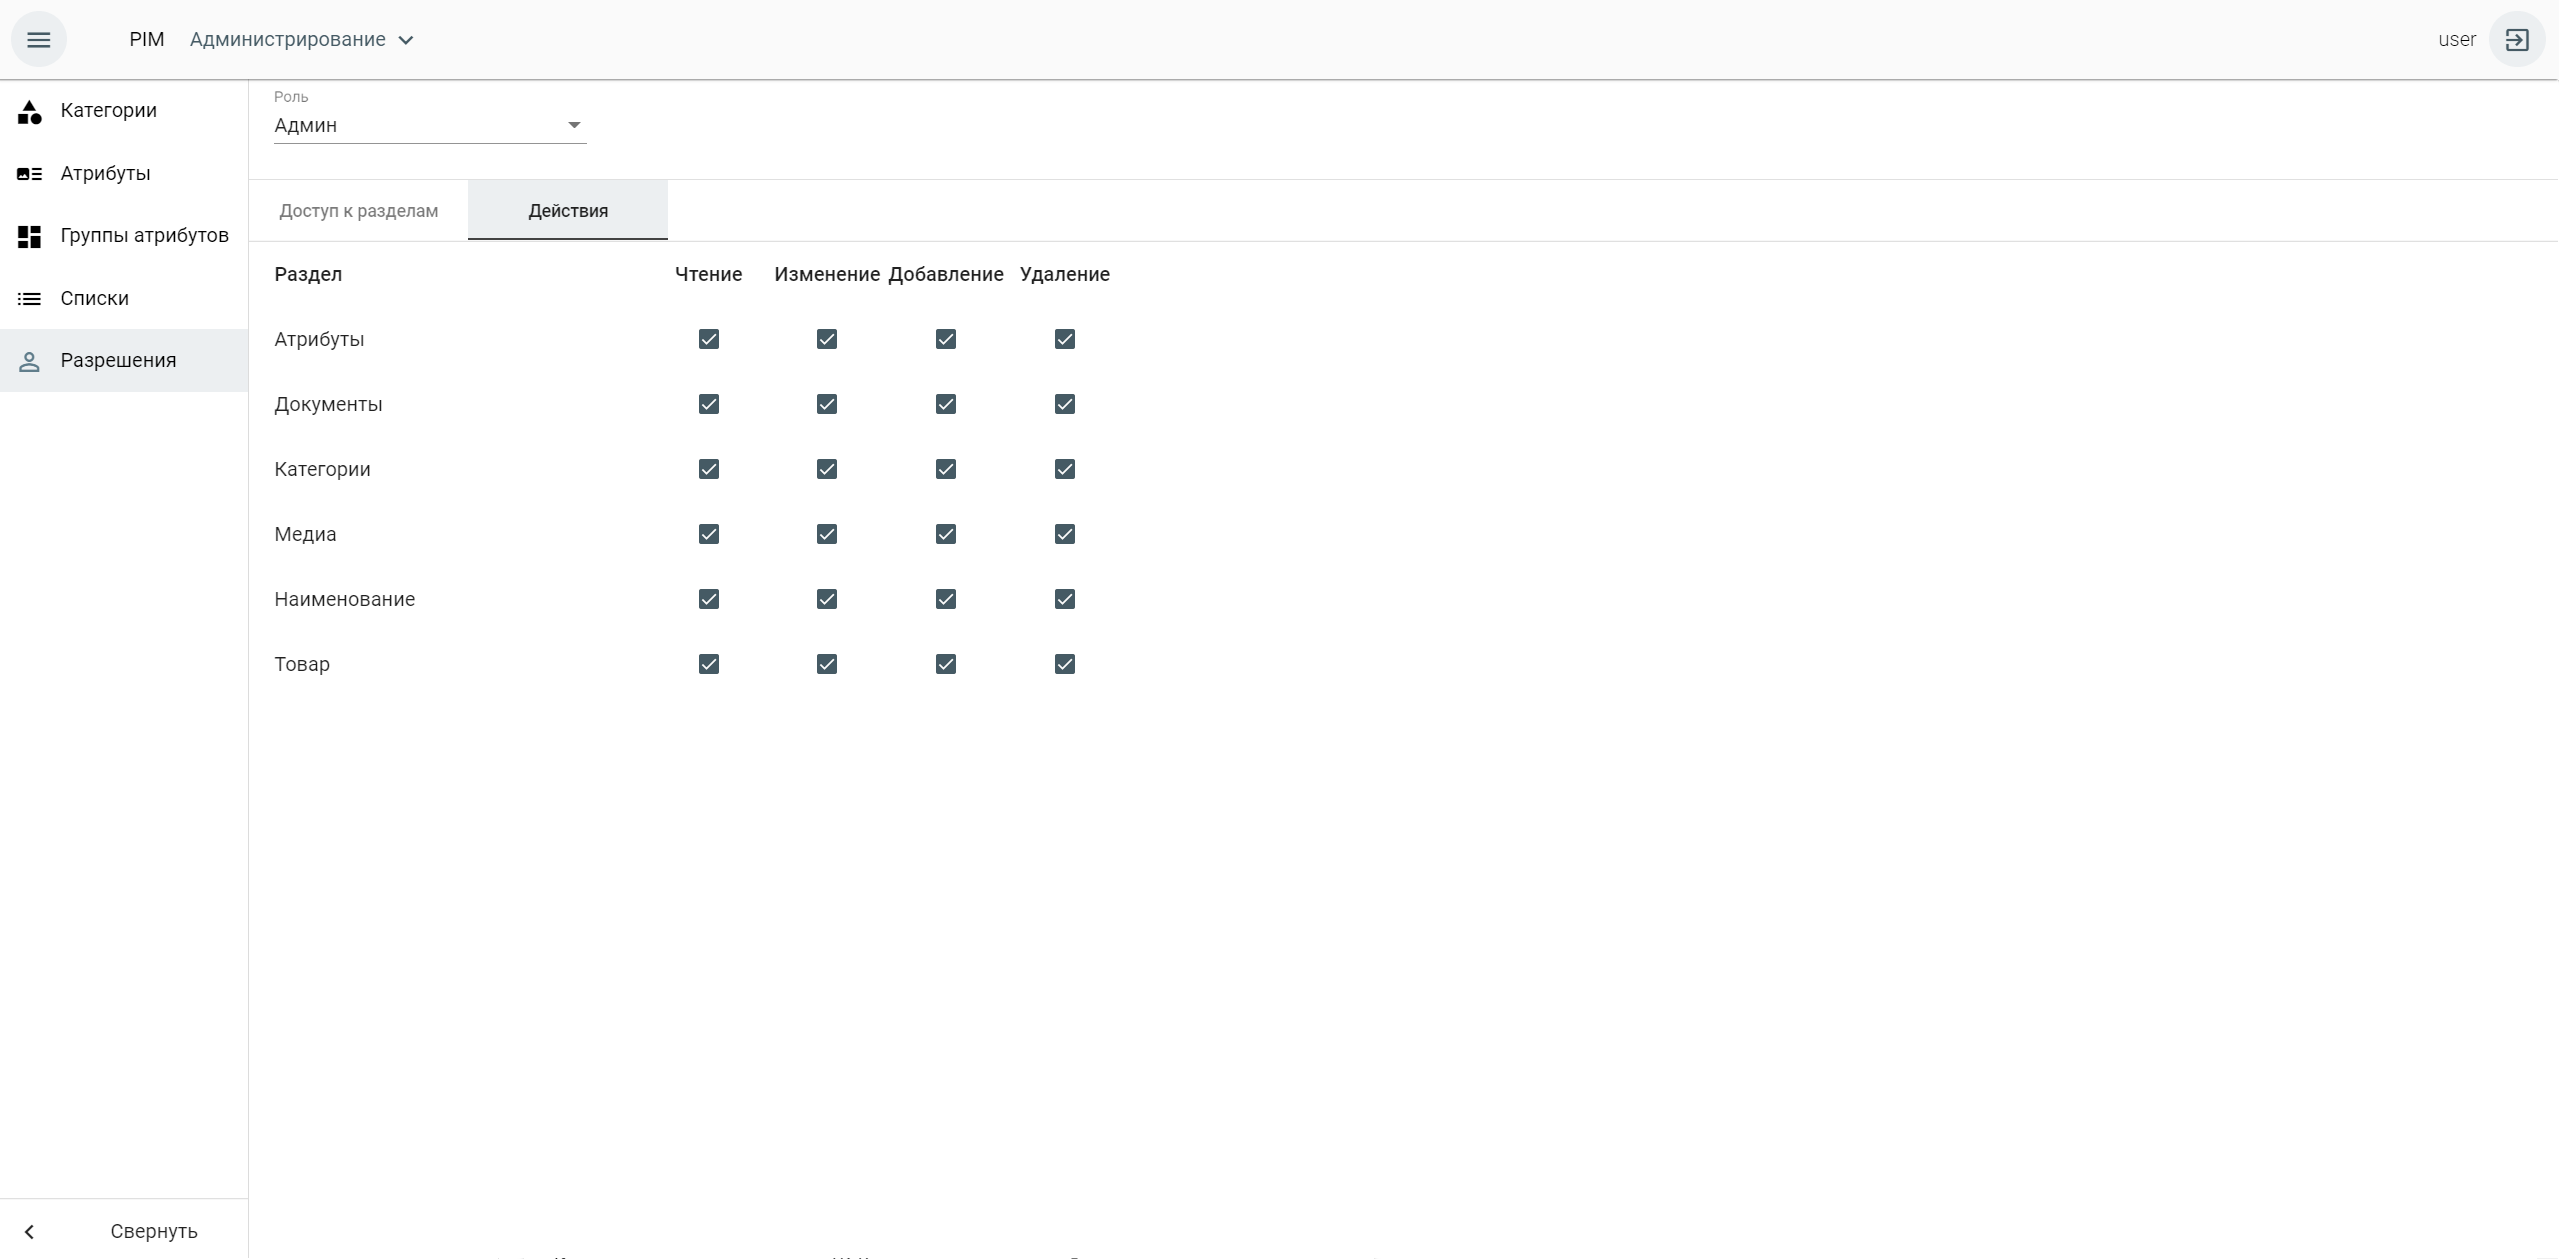 PIM Администрирование user
Категории
Атрибуты
Группы атрибутов
Списки
Разрешения
Роль
Админ
Доступ к разделам Действия
Раздел Чтение Изменение Добавление Удаление
Атрибуты
Документы
Категории
Медиа
Наименование
Товар
Свернуть